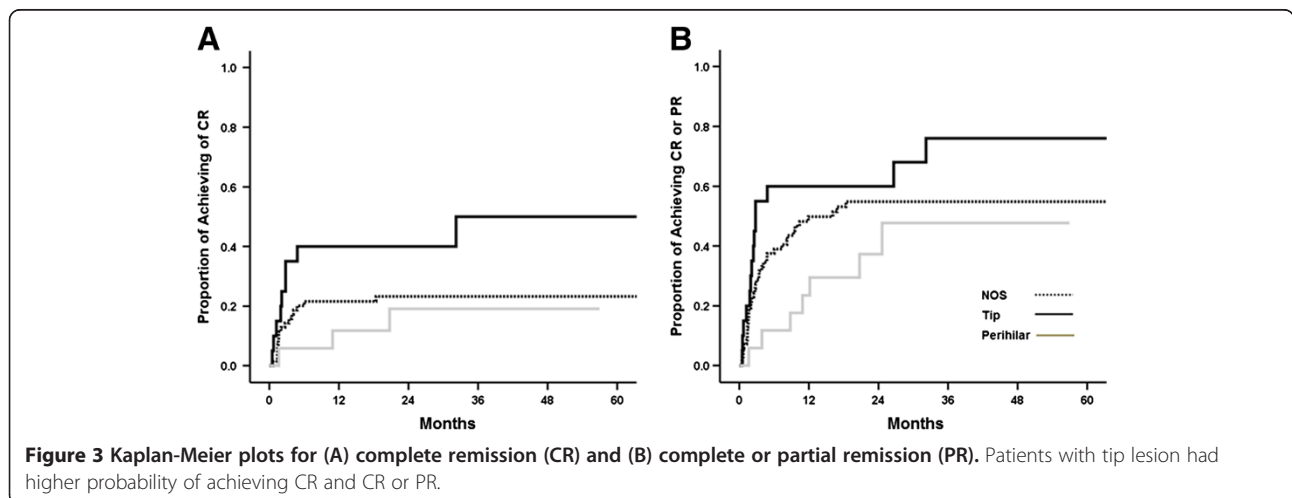 A
Proportion of Achieving of CR
1.0
0.8
0.6
0.4
0.2
0.0
0 12 24 36 48 60
Months
B
Proportion of Achieving CR or PR
1.0
0.8
0.6
0.4
0.2
0.0
NOS
Tip
Perihilar
0 12 24 36 48 60
Months
Figure 3 Kaplan-Meier plots for (A) complete remission (CR) and (B) complete or partial remission (PR). Patients with tip lesion had
higher probability of achieving CR and CR or PR.